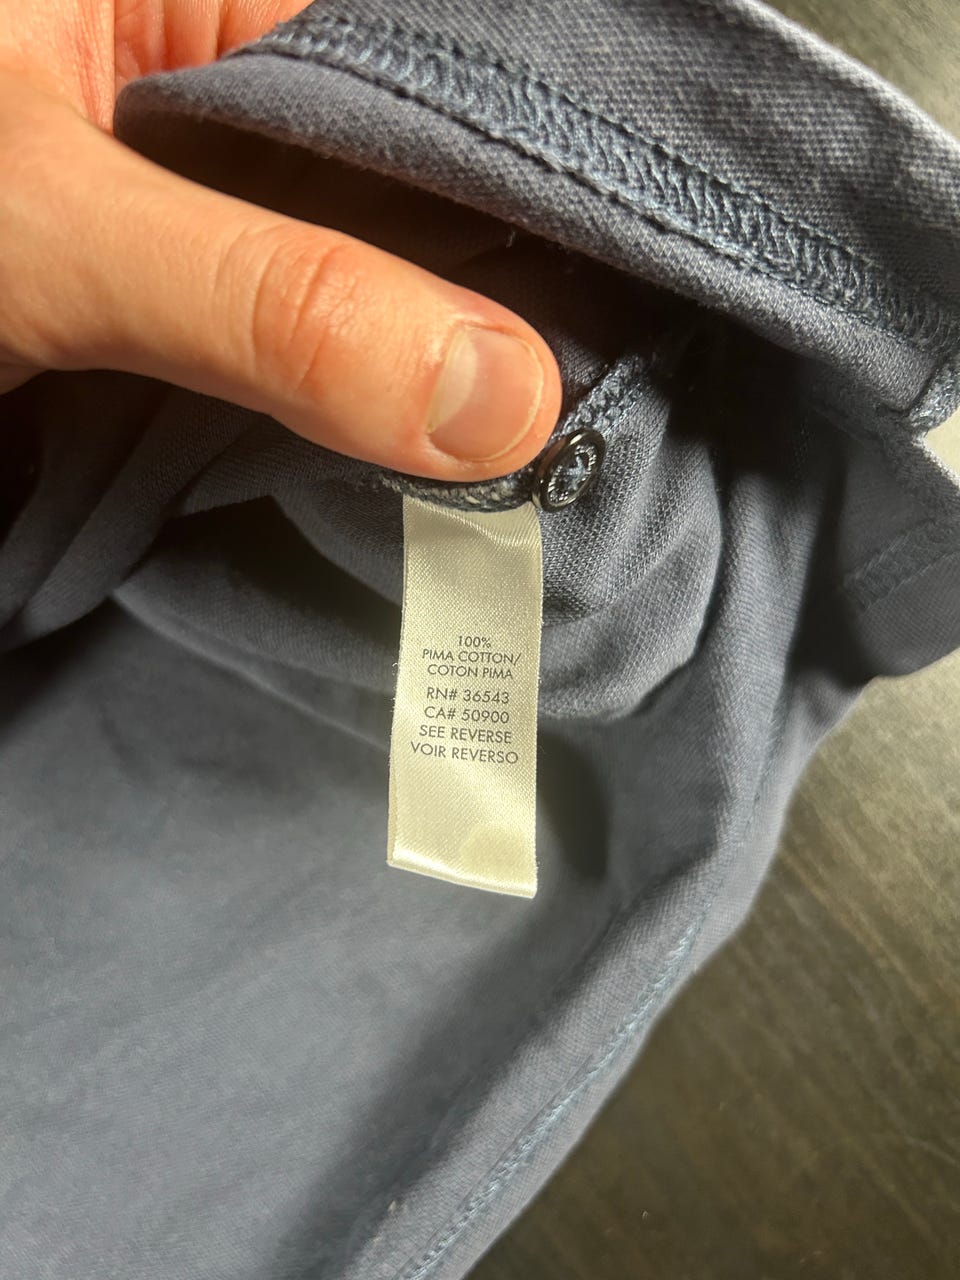 100%
PIMA COTTON/
COTON PIMA
RN# 36543
CA# 50900
SEE REVERSE
VOIR REVERSO